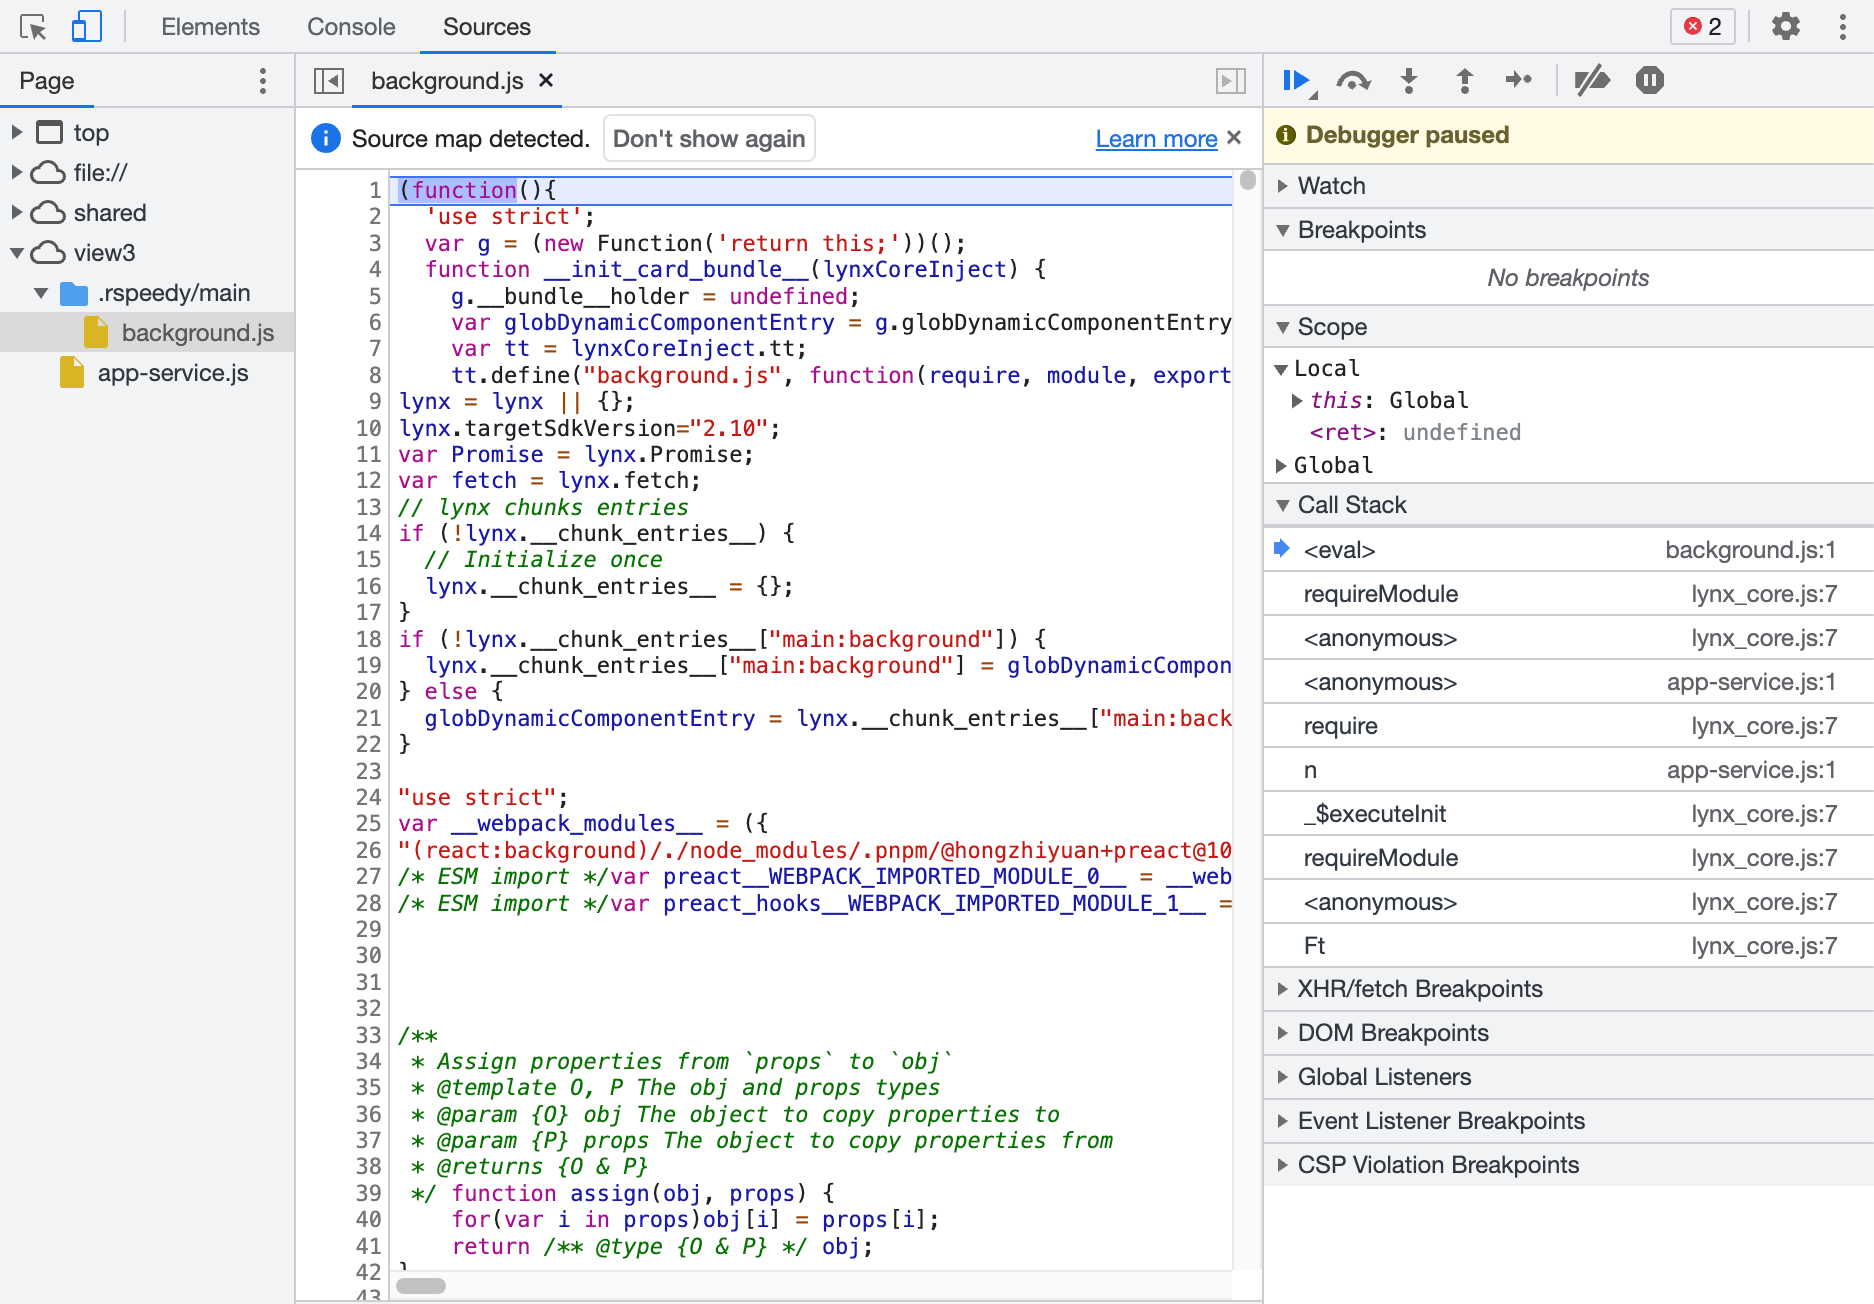 Elements Console Sources 2
Page
top
file://
shared
view3
.rspeedy/main
background.js
app-service.js
background.js ×
Source map detected. Don't show again Learn more ×
1 (function(){
2 'use strict';
3 var g = (new Function('return this;'))();
4 function __init_card_bundle__(lynxCoreInject) {
5 g.__bundle__holder = undefined;
6 var globDynamicComponentEntry = g.globDynamicComponentEntry
7 var tt = lynxCoreInject.tt;
8 tt.define("background.js", function(require, module, export
9 lynx = lynx || {};
10 lynx.targetSdkVersion="2.10";
11 var Promise = lynx.Promise;
12 var fetch = lynx.fetch;
13 // lynx chunks entries
14 if (!lynx.__chunk_entries__) {
15 // Initialize once
16 lynx.__chunk_entries__ = {};
17 }
18 if (!lynx.__chunk_entries__["main:background"]) {
19 lynx.__chunk_entries__["main:background"] = globDynamicCompon
20 } else {
21 globDynamicComponentEntry = lynx.__chunk_entries__["main:back
22 }
23
24 "use strict";
25 var __webpack_modules__ = ({
26 "(react:background)/./node_modules/.pnpm/@hongzhiyuan+preact@10
27 /* ESM import */var preact__WEBPACK_IMPORTED_MODULE_0__ = __web
28 /* ESM import */var preact_hooks__WEBPACK_IMPORTED_MODULE_1__ =
29
30
31
32
33 /**
34 * Assign properties from `props` to `obj`
35 * @template O, P The obj and props types
36 * @param {O} obj The object to copy properties to
37 * @param {P} props The object to copy properties from
38 * @returns {O & P}
39 */ function assign(obj, props) {
40 for(var i in props)obj[i] = props[i];
41 return /** @type {O & P} */ obj;
42 }
43
Debugger paused
Watch
Breakpoints
No breakpoints
Scope
Local
this: Global
<ret>: undefined
Global
Call Stack
<eval> background.js:1
requireModule lynx_core.js:7
<anonymous> lynx_core.js:7
<anonymous> app-service.js:1
require lynx_core.js:7
n app-service.js:1
_$executeInit lynx_core.js:7
requireModule lynx_core.js:7
<anonymous> lynx_core.js:7
Ft lynx_core.js:7
XHR/fetch Breakpoints
DOM Breakpoints
Global Listeners
Event Listener Breakpoints
CSP Violation Breakpoints